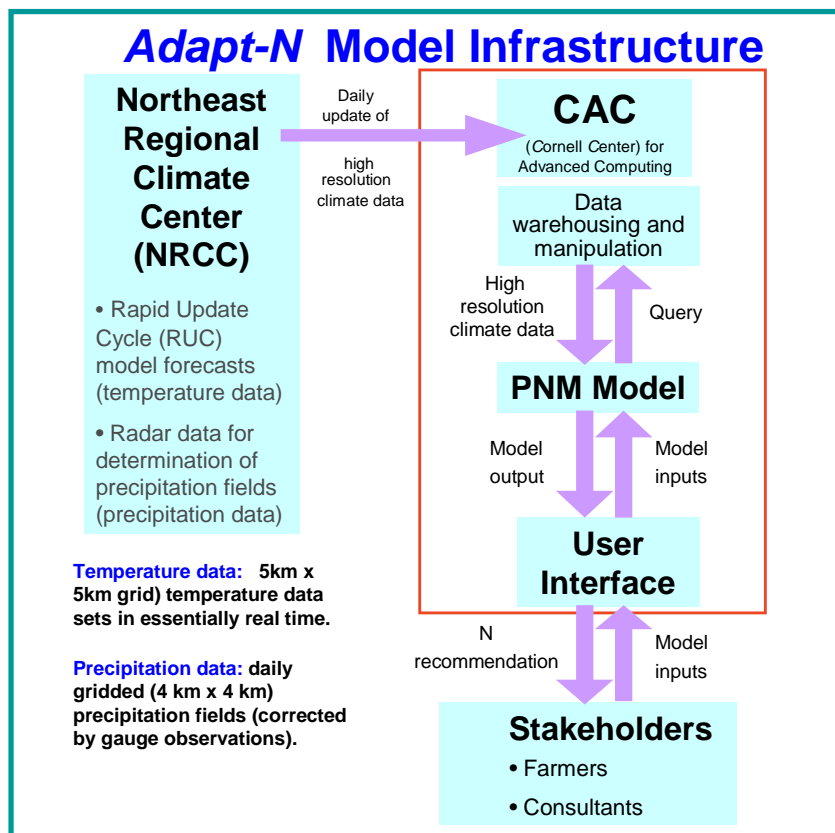 Adapt-N Model Infrastructure
Northeast
Regional
Climate
Center
(NRCC)
• Rapid Update
Cycle (RUC)
model forecasts
(temperature data)
• Radar data for
determination of
precipitation fields
(precipitation data)
Daily
update of
high
resolution
climate data
CAC
(Cornell Center) for
Advanced Computing
Data
warehousing and
manipulation
High
resolution
climate data
Query
PNM Model
Model
output
Model
inputs
User
Interface
N
recommendation
Model
inputs
Stakeholders
• Farmers
• Consultants
Temperature data: 5km x
5km grid) temperature data
sets in essentially real time.
Precipitation data: daily
gridded (4 km x 4 km)
precipitation fields (corrected
by gauge observations).